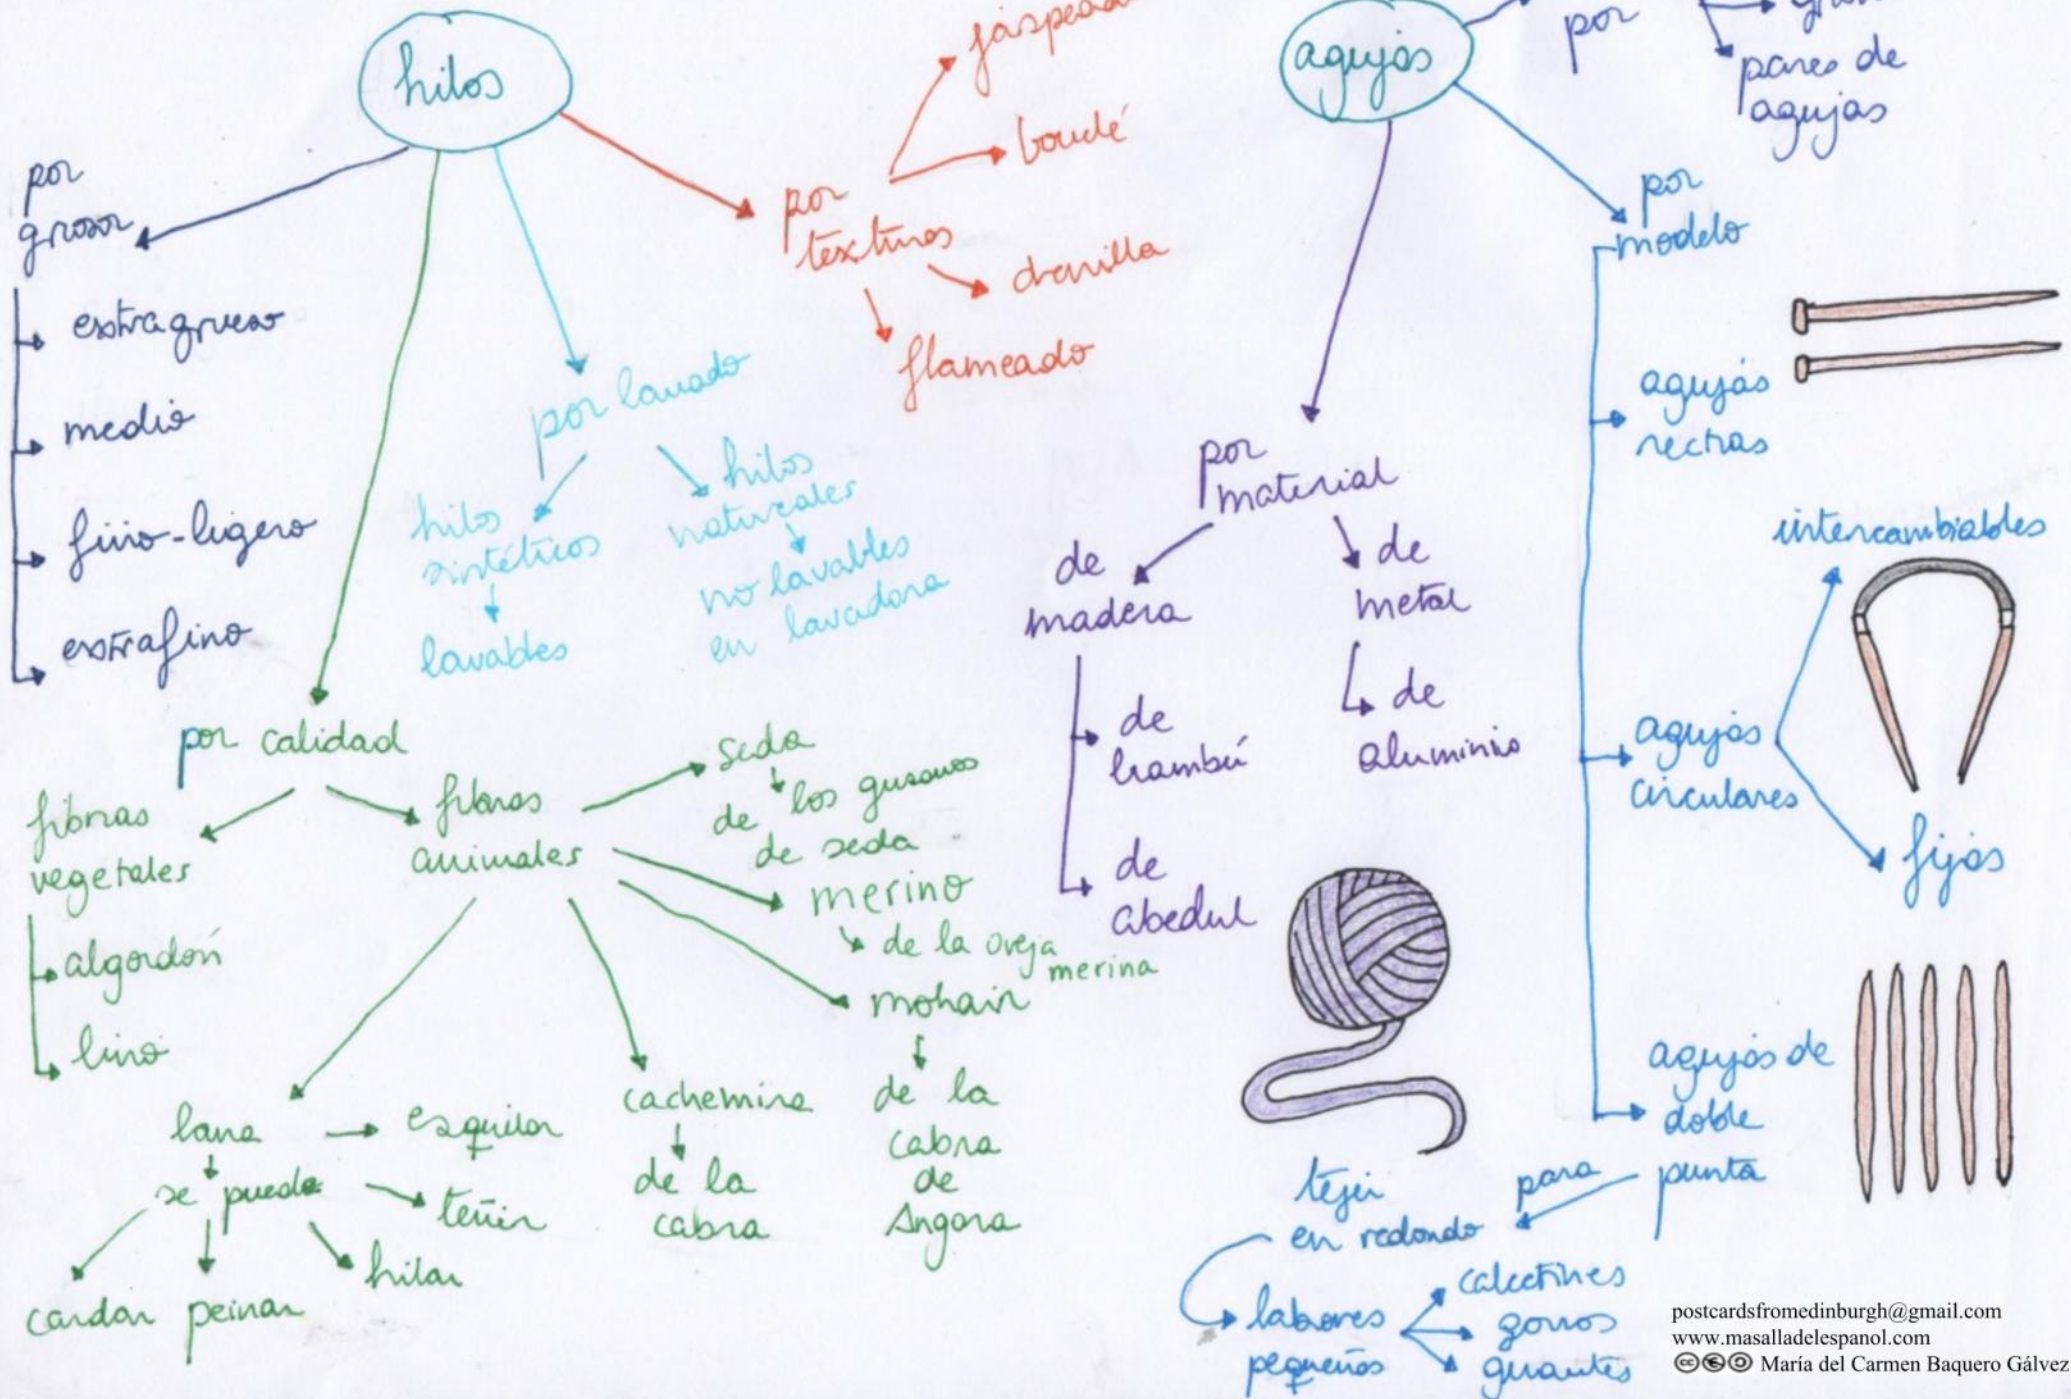 hilos
por
grosor
extragrueso
medio
fino-ligero
extrafino
por
texturas
bouclé
chenilla
flameado
por lavado
hilos
sintéticos
lavables
hilos
naturales
no lavables
en lavadora
por calidad
fibras
vegetales
algordón
lino
fibras
animales
seda
de los gusanos
de seda
merino
de la oveja
merina
mohair
de la
cabra
de
Angora
cachemira
de la
cabra
lana
esquilar
se puede
teñir
hilar
peinar
cardar
agujas
por
pares de
agujas
por
modelo
agujas
rectas
agujas
circulares
intercambiables
fijas
agujas de
doble
punta
para
tejer
en redondo
labores
pequeños
calcetines
gorros
guantes
por
material
de
madera
de
bambú
de
abedul
de
metal
de
aluminio
postcardsfromedinburgh@gmail.com
www.masalladelespanol.com
María del Carmen Baquero Gálvez